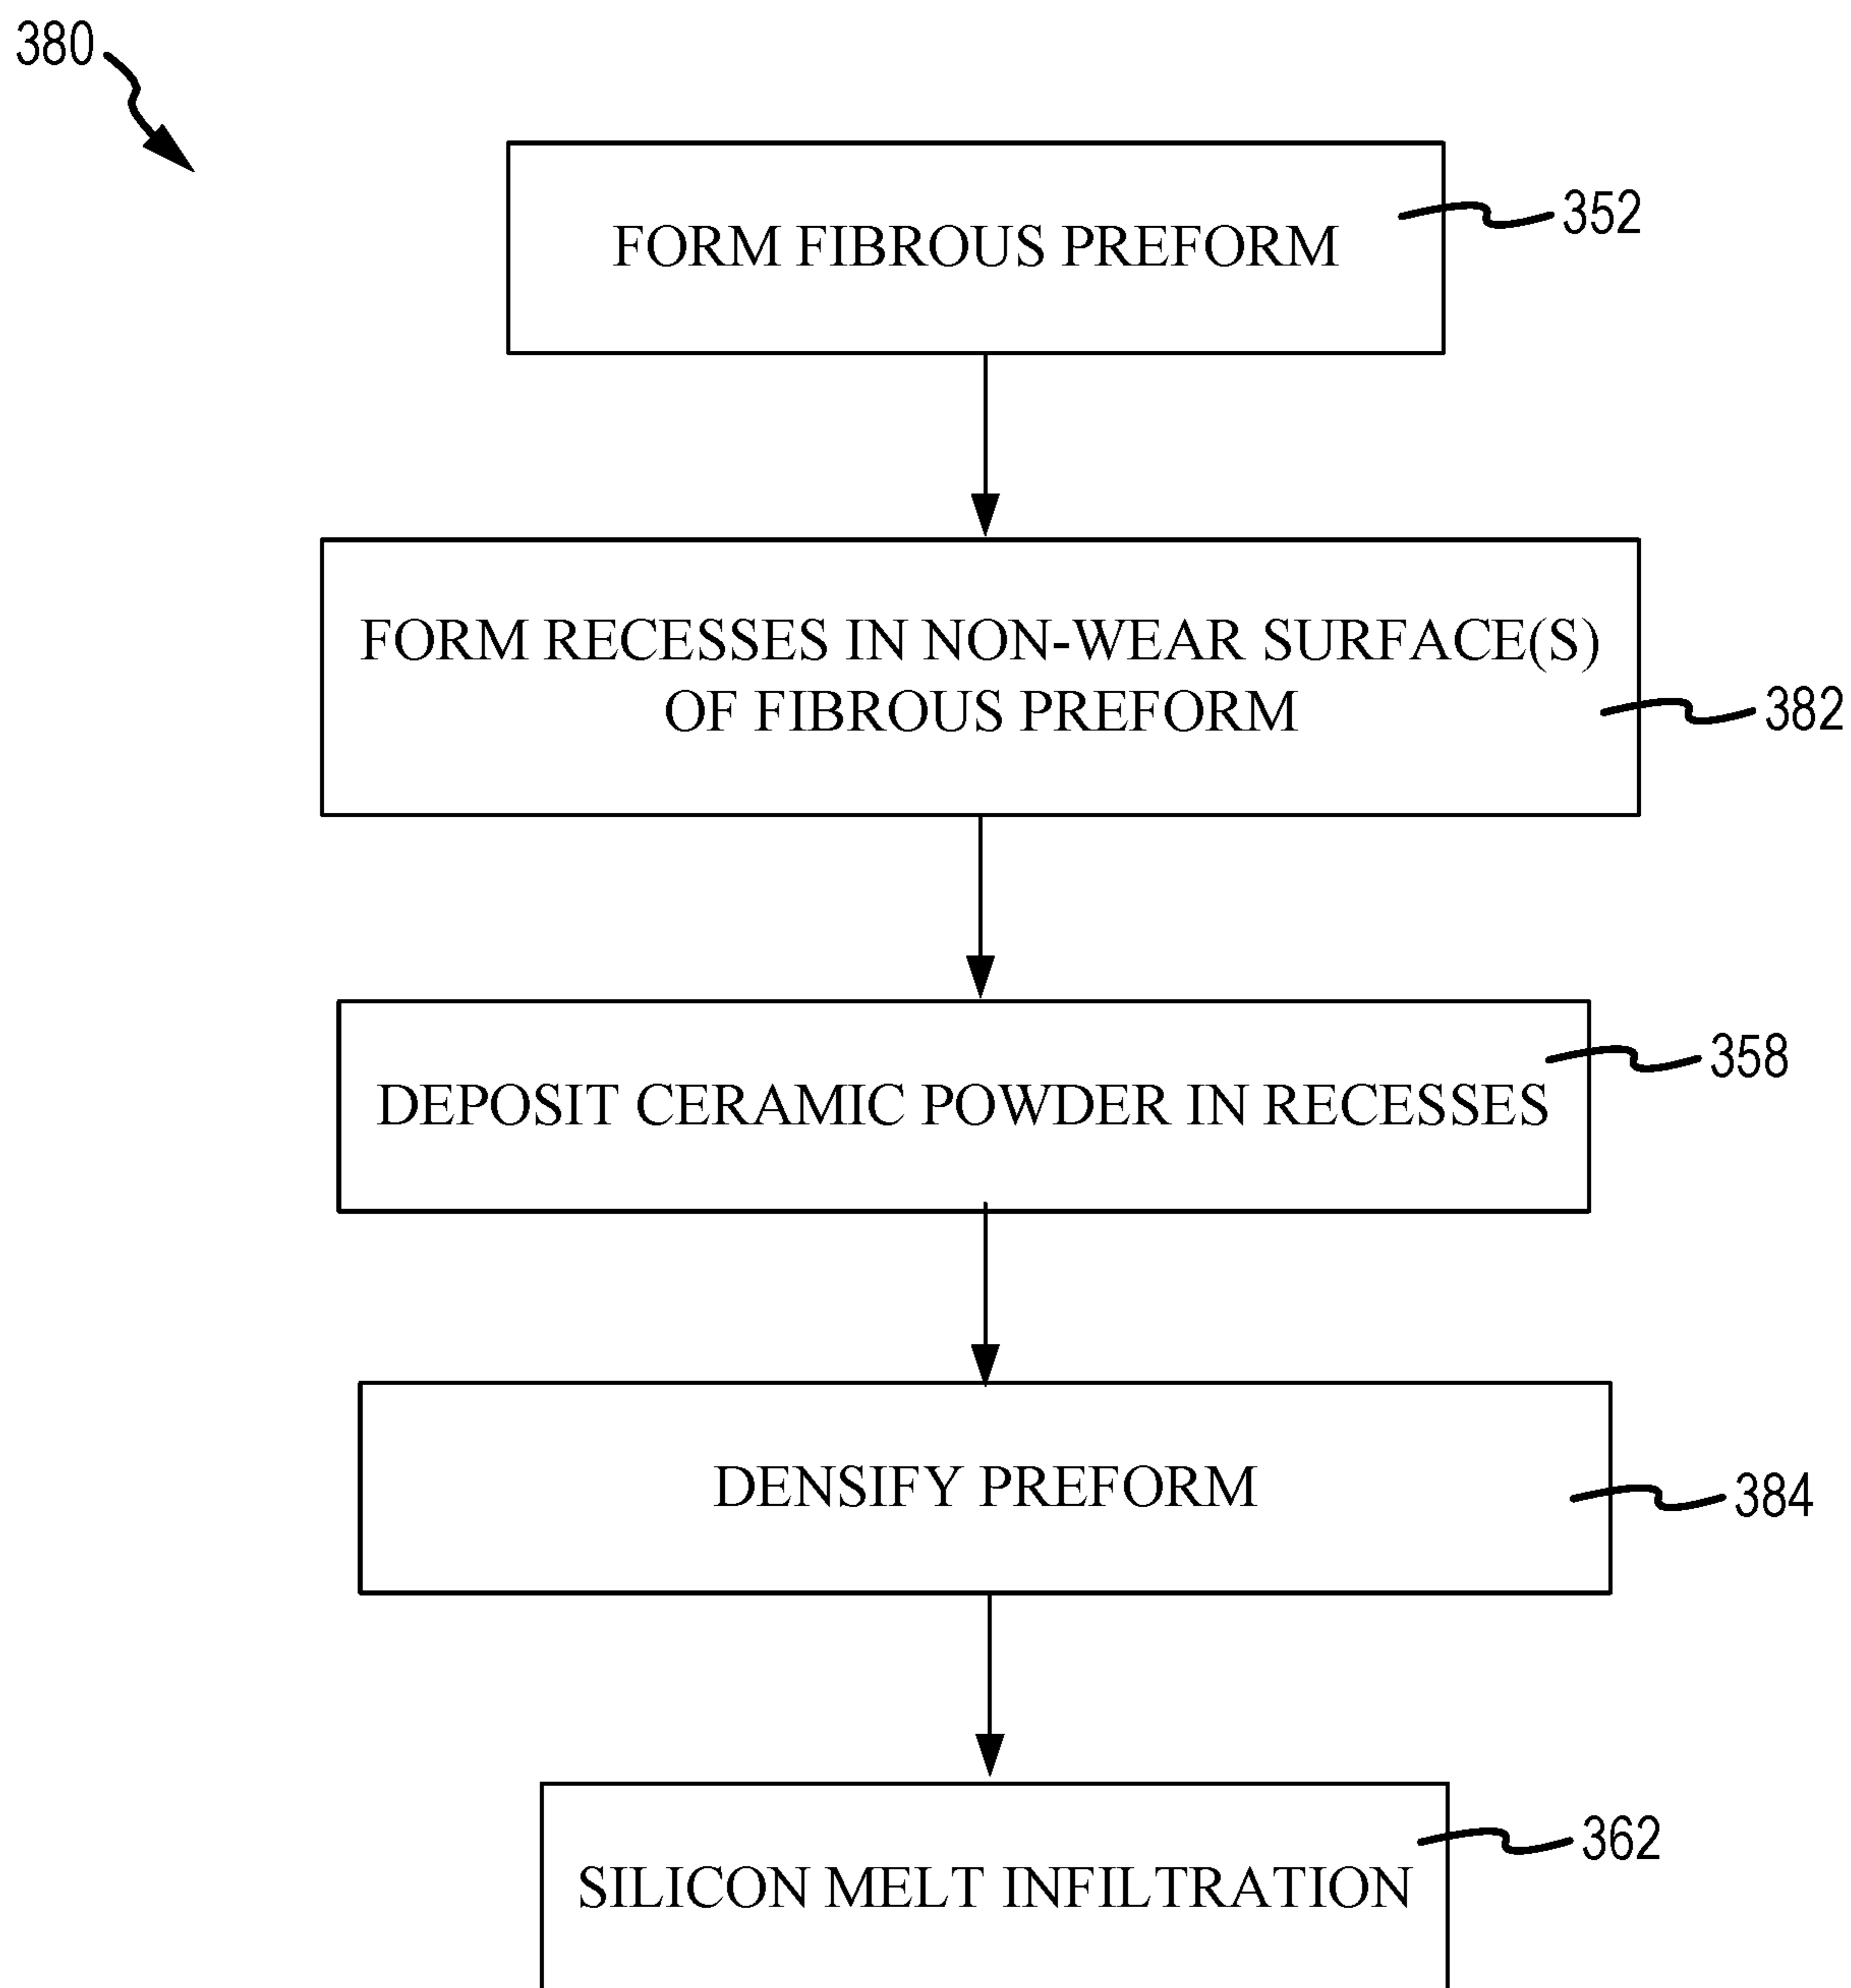 380
FORM FIBROUS PREFORM
352
FORM RECESSES IN NON-WEAR SURFACE(S)
OF FIBROUS PREFORM
382
358
DEPOSIT CERAMIC POWDER IN RECESSES
DENSIFY PREFORM
384
362
SILICON MELT INFILTRATION